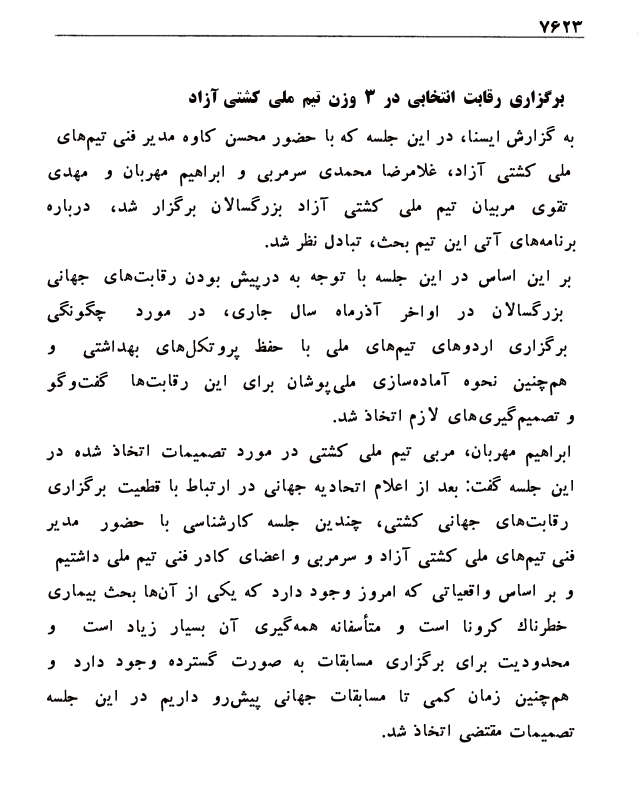 ۷۶۲۳
برگزاری رقابت انتخابی در ۳ وزن تیم ملی کشتی آزاد
به گزارش ایسنا، در این جلسه که با حضور محسن کاوه مدیر فنی تیم‌های
ملی کشتی آزاد، غلامرضا محمدی سرمربی و ابراهیم مهربان و مهدی
تقوی مربیان تیم ملی کشتی آزاد بزرگسالان برگزار شد، درباره
برنامه‌های آتی این تیم بحث، تبادل نظر شد.
بر این اساس در این جلسه با توجه به درپیش بودن رقابت‌های جهانی
بزرگسالان در اواخر آذرماه سال جاری، در مورد چگونگی
برگزاری اردوهای تیم‌های ملی با حفظ پروتکل‌های بهداشتی و
هم‌چنین نحوه آماده‌سازی ملی‌پوشان برای این رقابت‌ها گفت‌وگو
و تصمیم‌گیری‌های لازم اتخاذ شد.
ابراهیم مهربان، مربی تیم ملی کشتی در مورد تصمیمات اتخاذ شده در
این جلسه گفت: بعد از اعلام اتحادیه جهانی در ارتباط با قطعیت برگزاری
رقابت‌های جهانی کشتی، چندین جلسه کارشناسی با حضور مدیر
فنی تیم‌های ملی کشتی آزاد و سرمربی و اعضای کادر فنی تیم ملی داشتیم
و بر اساس واقعیاتی که امروز وجود دارد که یکی از آن‌ها بحث بیماری
خطرناك کرونا است و متأسفانه همه‌گیری آن بسیار زیاد است و
محدودیت برای برگزاری مسابقات به صورت گسترده وجود دارد و
هم‌چنین زمان کمی تا مسابقات جهانی پیش‌رو داریم در این جلسه
تصمیمات مقتضی اتخاذ شد.